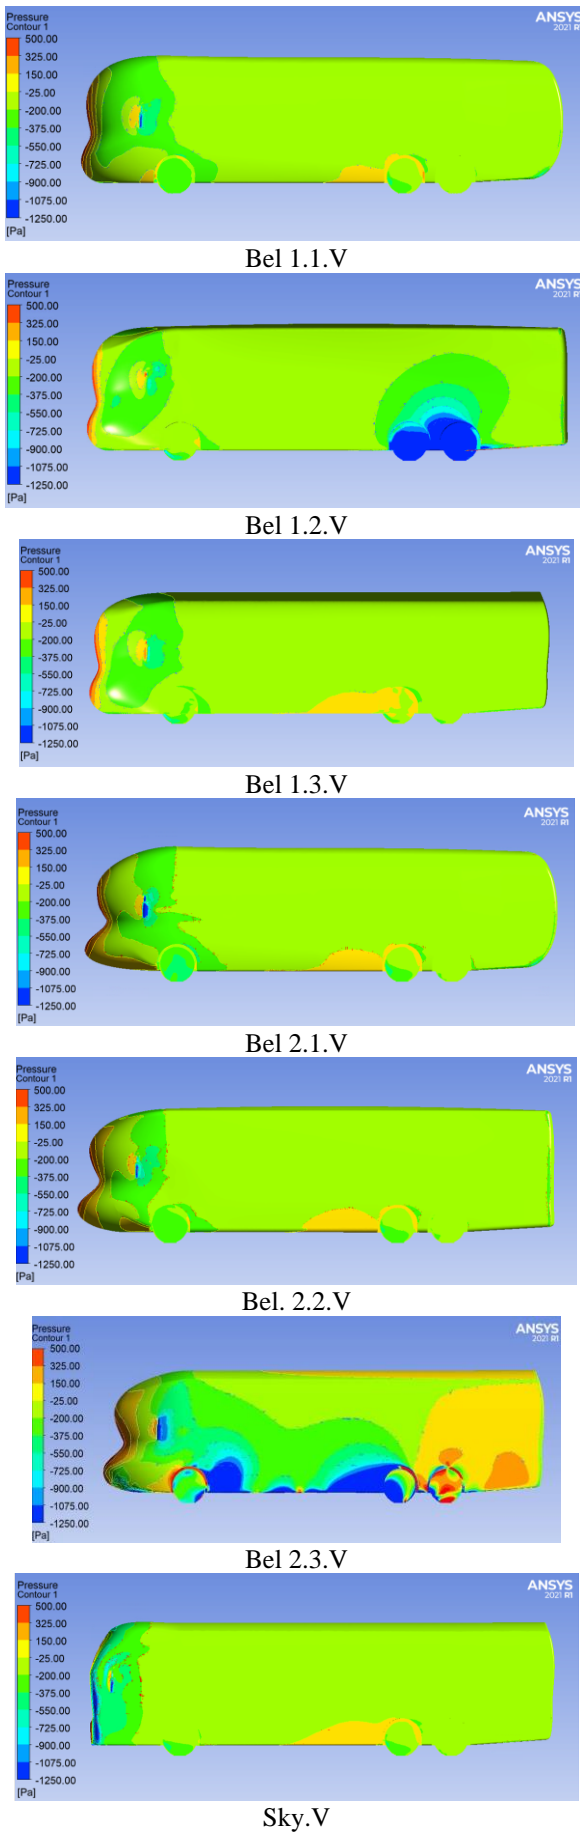 Pressure
Contour 1
ANSYS
2021 R1
500.00
325.00
150.00
-25.00
-200.00
-375.00
-550.00
-725.00
-900.00
-1075.00
-1250.00
[Pa]
Bel 1.1.V
Pressure
Contour 1
ANSYS
2021 R1
500.00
325.00
150.00
-25.00
-200.00
-375.00
-550.00
-725.00
-900.00
-1075.00
-1250.00
[Pa]
Bel 1.2.V
Pressure
Contour 1
ANSYS
2021 R1
500.00
325.00
150.00
-25.00
-200.00
-375.00
-550.00
-725.00
-900.00
-1075.00
-1250.00
[Pa]
Bel 1.3.V
Pressure
Contour 1
ANSYS
2021 R1
500.00
325.00
150.00
-25.00
-200.00
-375.00
-550.00
-725.00
-900.00
-1075.00
-1250.00
[Pa]
Bel 2.1.V
Pressure
Contour 1
ANSYS
2021 R1
500.00
325.00
150.00
-25.00
-200.00
-375.00
-550.00
-725.00
-900.00
-1075.00
-1250.00
[Pa]
Bel. 2.2.V
Pressure
Contour 1
ANSYS
2021 R1
500.00
325.00
150.00
-25.00
-200.00
-375.00
-550.00
-725.00
-900.00
-1075.00
-1250.00
[Pa]
Bel 2.3.V
Pressure
Contour 1
ANSYS
2021 R1
500.00
325.00
150.00
-25.00
-200.00
-375.00
-550.00
-725.00
-900.00
-1075.00
-1250.00
[Pa]
Sky.V